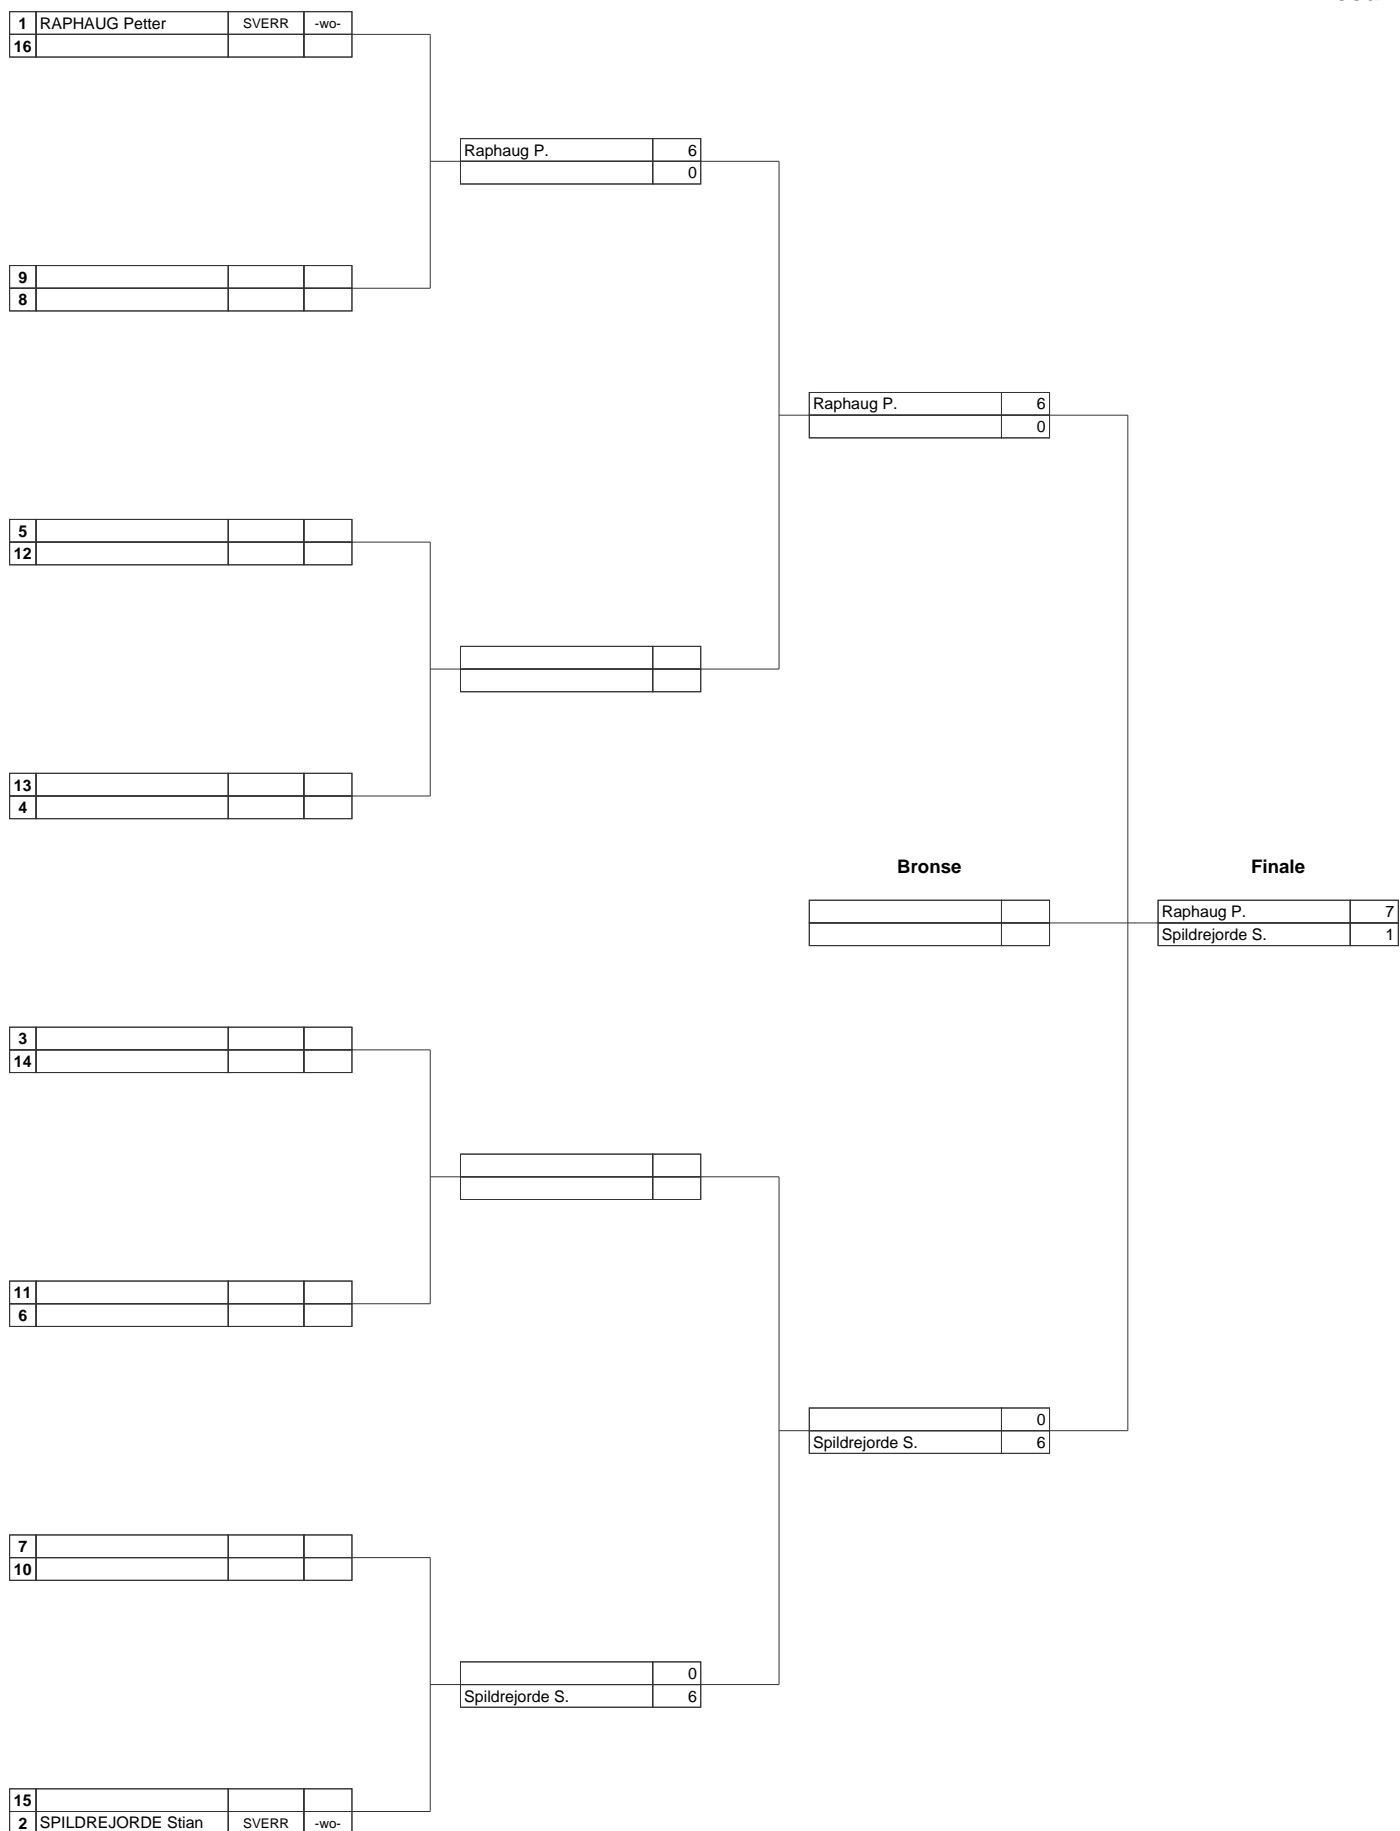 1 RAPHAUG Petter SVERR -wo-
16
Raphaug P. 6
0
9
8
Raphaug P. 6
0
5
12
13
4
Bronse Finale
Raphaug P. 7
Spildrejorde S. 1
3
14
11
6
0
Spildrejorde S. 6
7
10
0
Spildrejorde S. 6
15
2 SPILDREJORDE Stian SVERR -wo-